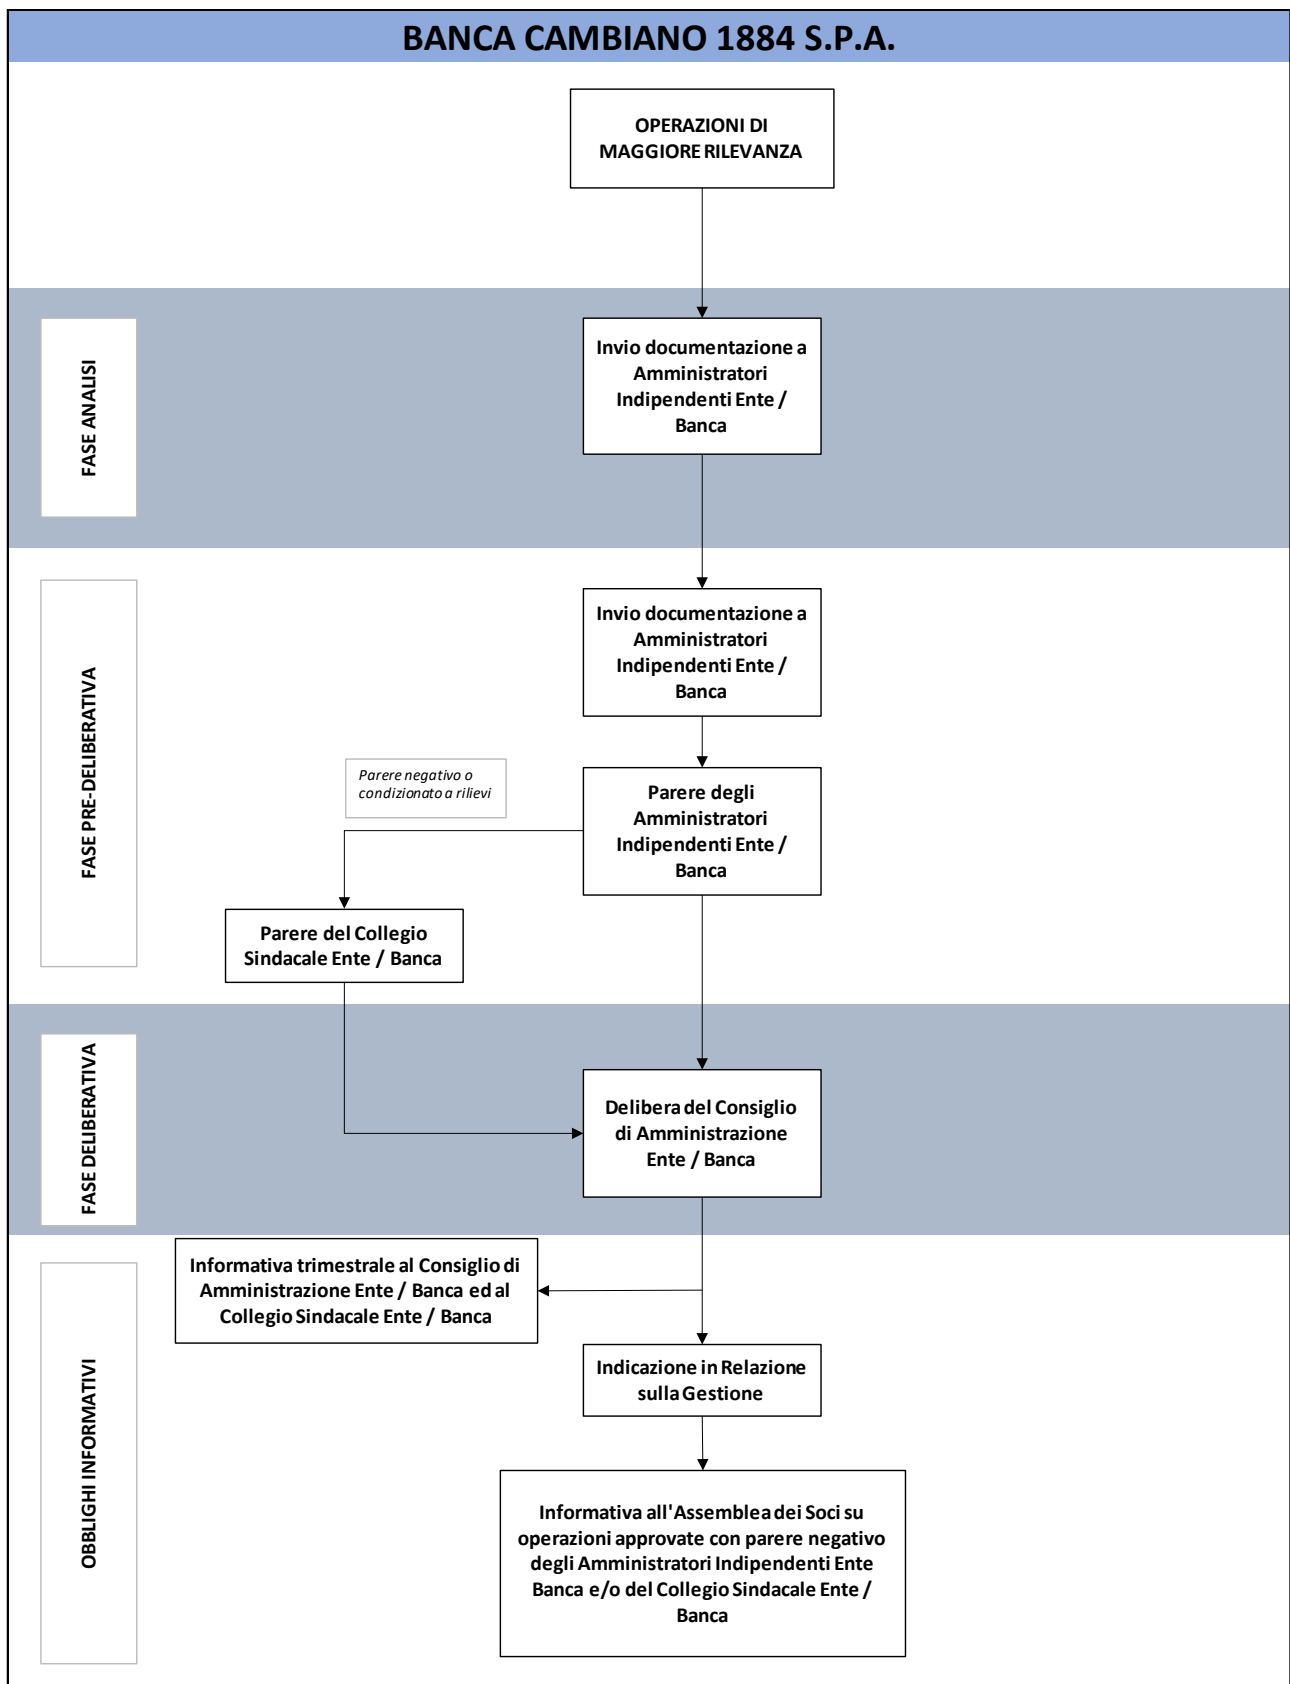 BANCA CAMBIANO 1884 S.P.A.
OPERAZIONI DI
MAGGIORE RILEVANZA
FASE ANALISI
Invio documentazione a
Amministratori
Indipendenti Ente /
Banca
FASE PRE-DELIBERATIVA
Invio documentazione a
Amministratori
Indipendenti Ente /
Banca
Parere negativo o
condizionato a rilievi
Parere degli
Amministratori
Indipendenti Ente /
Banca
Parere del Collegio
Sindacale Ente / Banca
FASE DELIBERATIVA
Delibera del Consiglio
di Amministrazione
Ente / Banca
OBBLIGHI INFORMATIVI
Informativa trimestrale al Consiglio di
Amministrazione Ente / Banca ed al
Collegio Sindacale Ente / Banca
Indicazione in Relazione
sulla Gestione
Informativa all'Assemblea dei Soci su
operazioni approvate con parere negativo
degli Amministratori Indipendenti Ente
Banca e/o del Collegio Sindacale Ente /
Banca